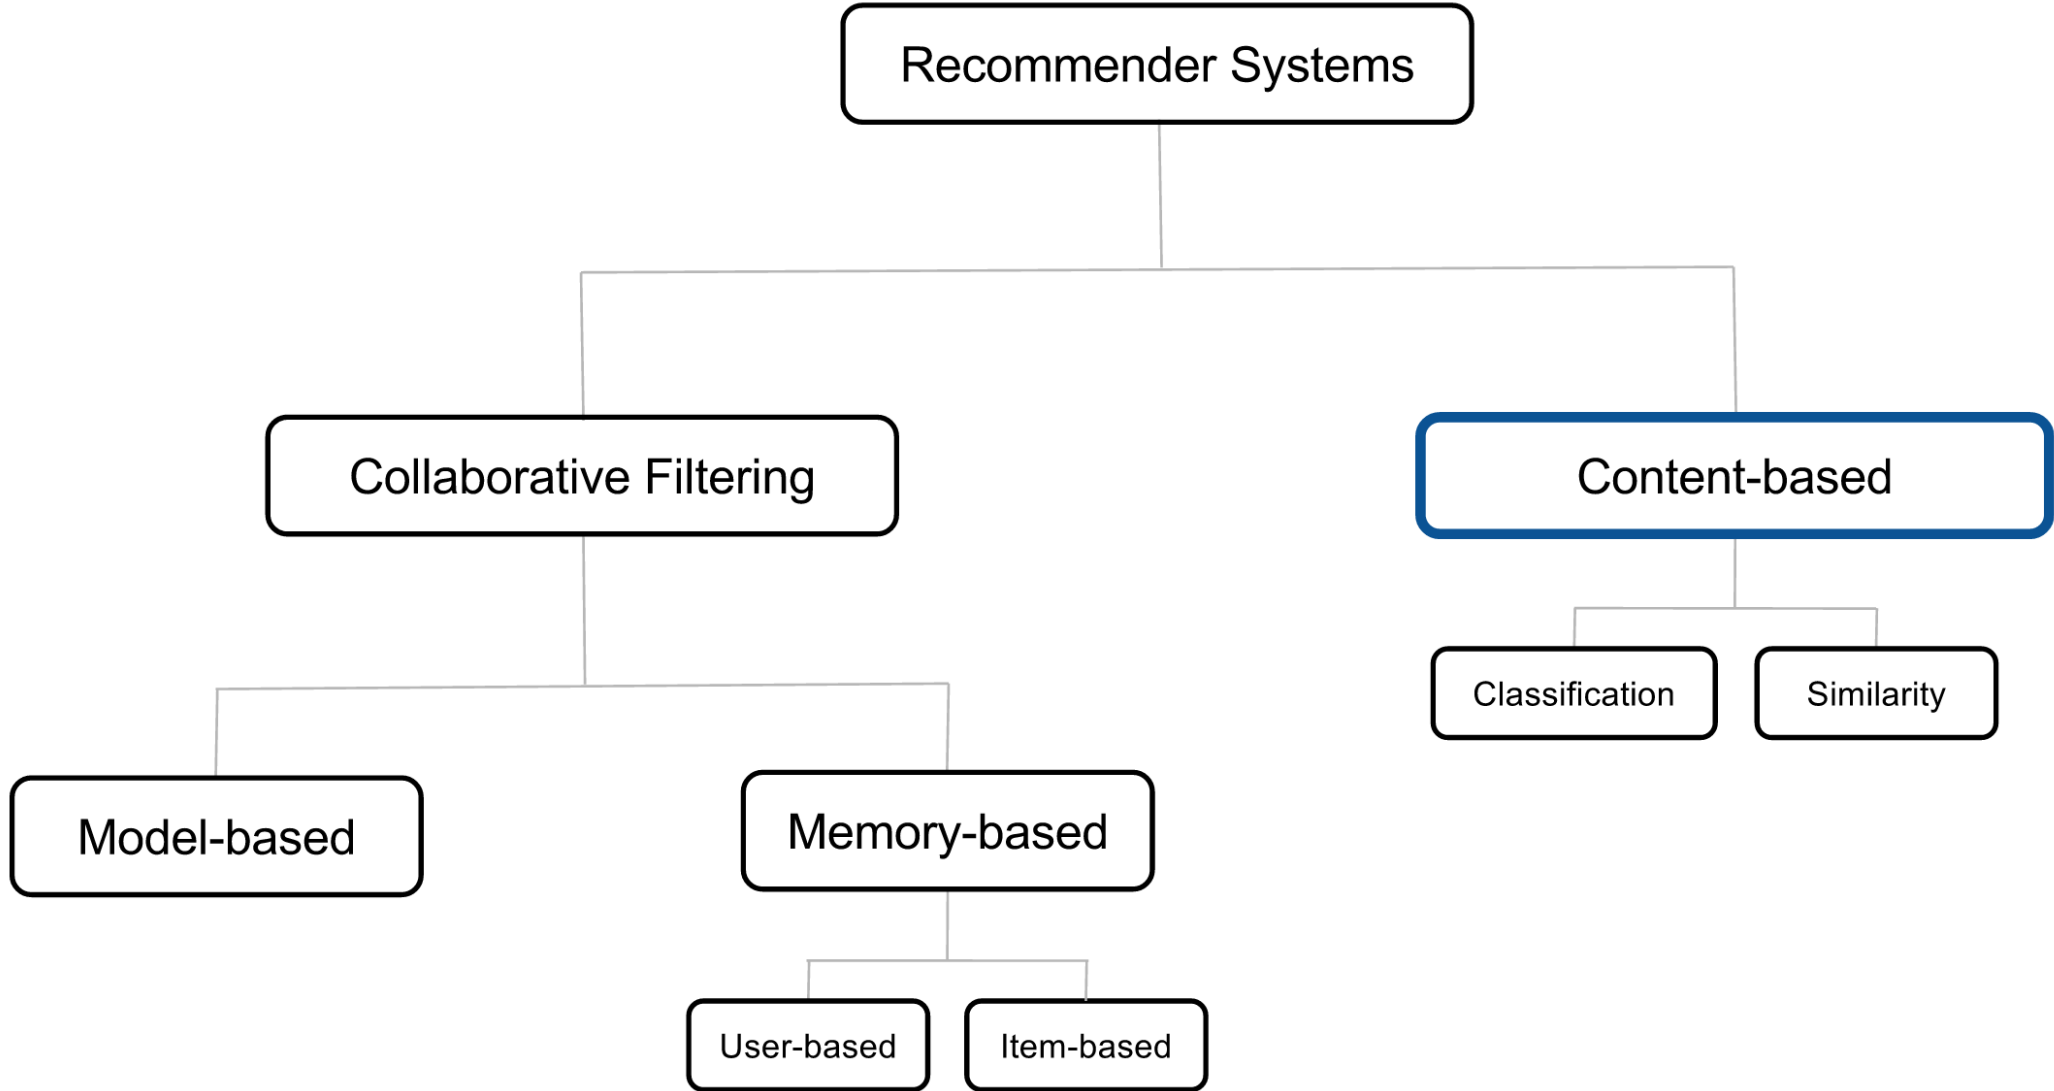 Recommender Systems
Collaborative Filtering
Content-based
Classification
Similarity
Model-based
Memory-based
User-based
Item-based